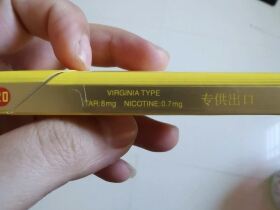 VIRGINIA TYPE
TAR:8mg NICOTINE:0.7mg
专供出口